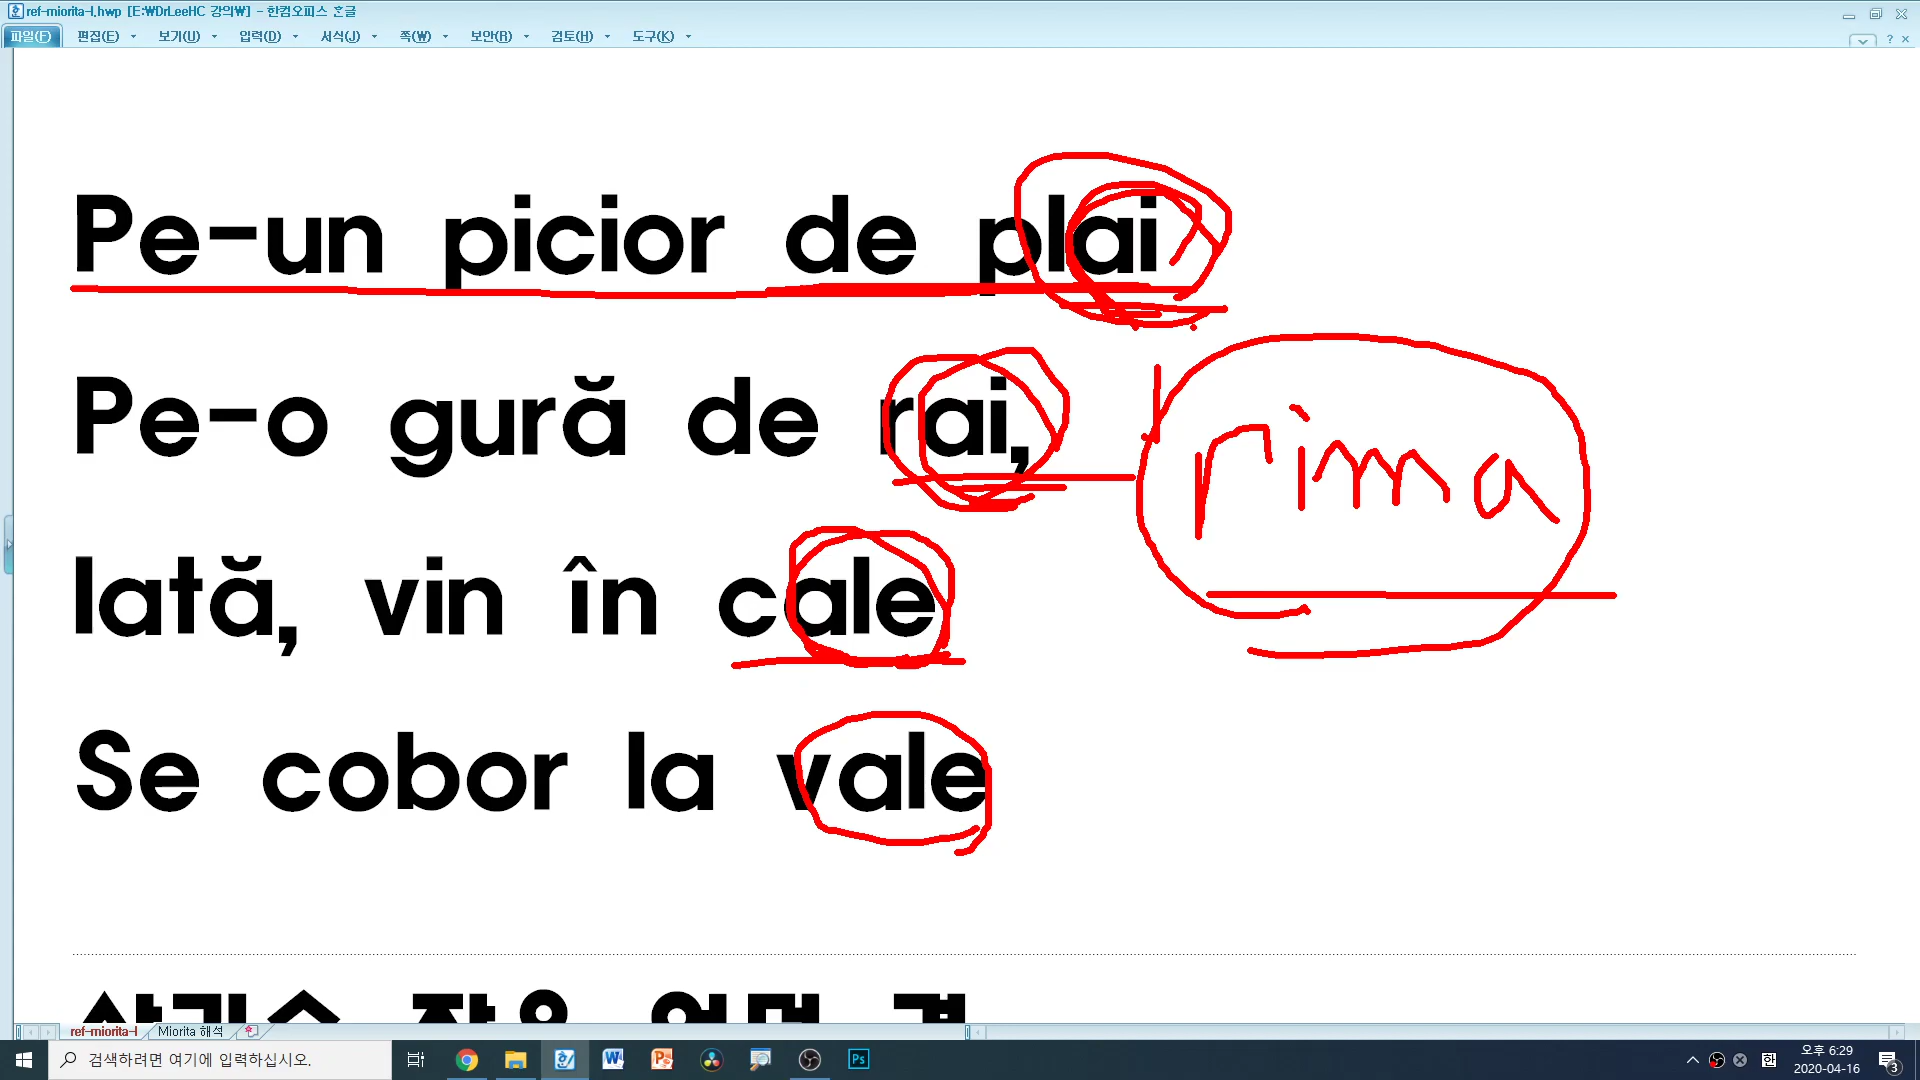 ref-miorita-I.hwp [E:₩DrLeeHC 강의₩] - 한컴오피스 한글
파일(F) 편집(E) 보기(U) 입력(D) 서식(J) 쪽(W) 보안(R) 검토(H) 도구(K)
Pe-un picior de plai
Pe-o gură de rai,
rima
Iată, vin în cale
Se cobor la vale
ref-miorita-I Miorita 해석
검색하려면 여기에 입력하십시오.
오후 6:29
2020-04-16
한
3
Ps